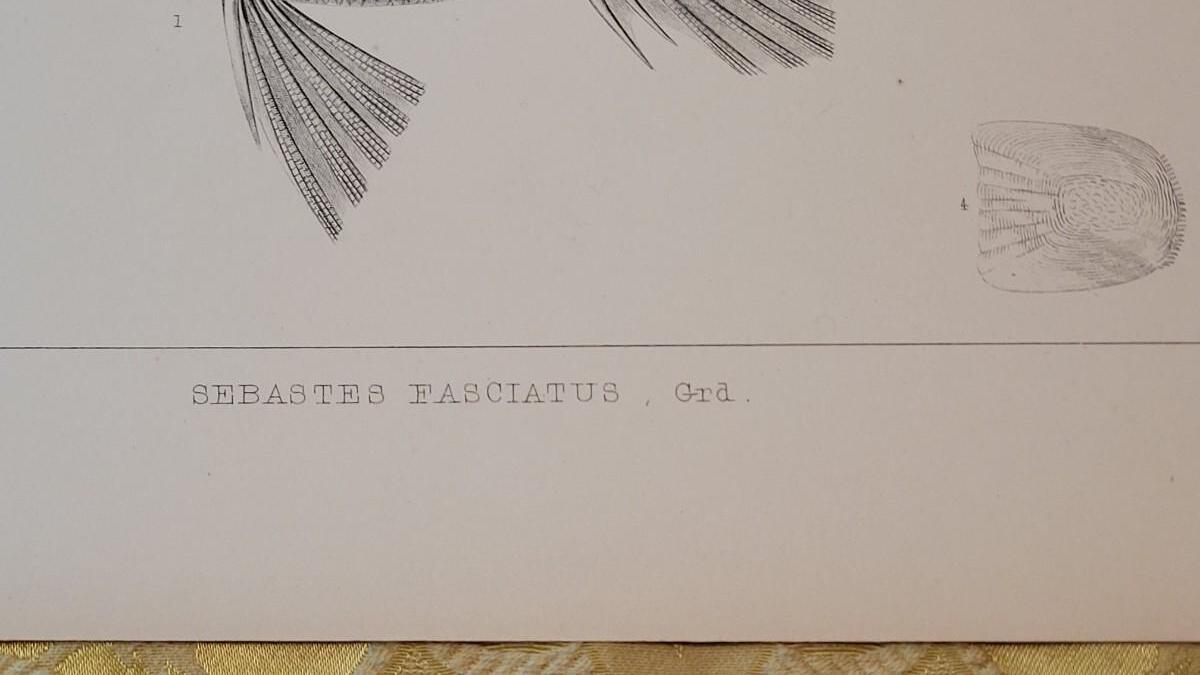 1
4
SEBASTES FASCIATUS , Grd .